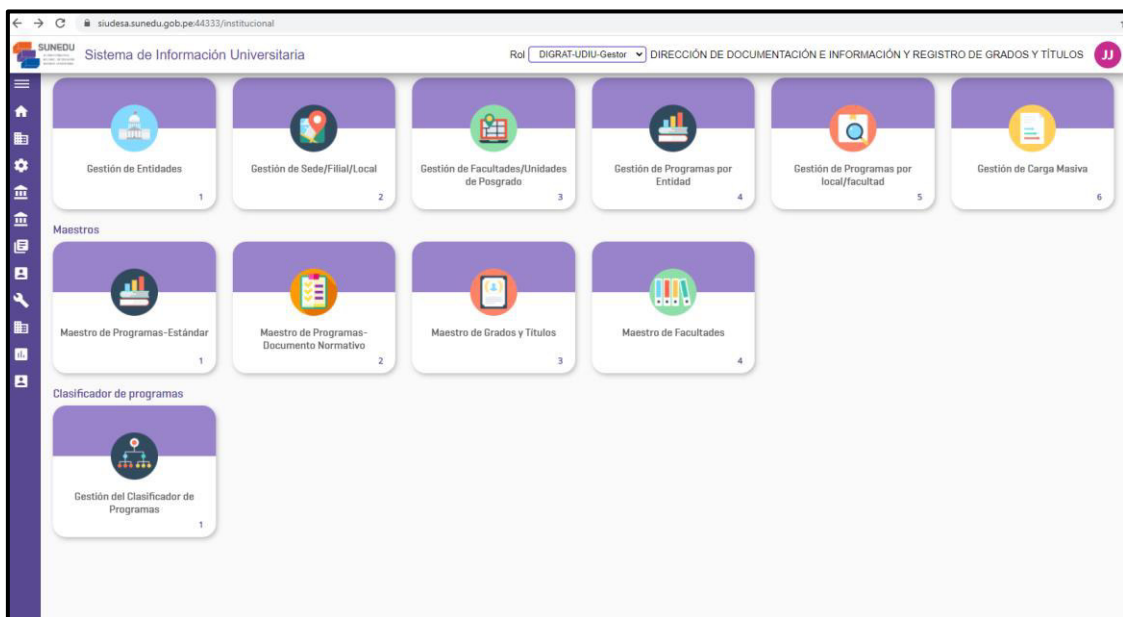 siudesa.sunedu.gob.pe:44333/institucional
SUNEDU
Sistema de Información Universitaria
Rol DIGRAT-UDIU-Gestor DIRECCIÓN DE DOCUMENTACIÓN E INFORMACIÓN Y REGISTRO DE GRADOS Y TÍTULOS JJ
Gestión de Entidades
1
Gestión de Sede/Filial/Local
2
Gestión de Facultades/Unidades
de Posgrado
3
Gestión de Programas por
Entidad
4
Gestión de Programas por
local/facultad
5
Gestión de Carga Masiva
6
Maestros
Maestro de Programas-Estándar
1
Maestro de Programas-
Documento Normativo
2
Maestro de Grados y Títulos
3
Maestro de Facultades
4
Clasificador de programas
Gestión del Clasificador de
Programas
1